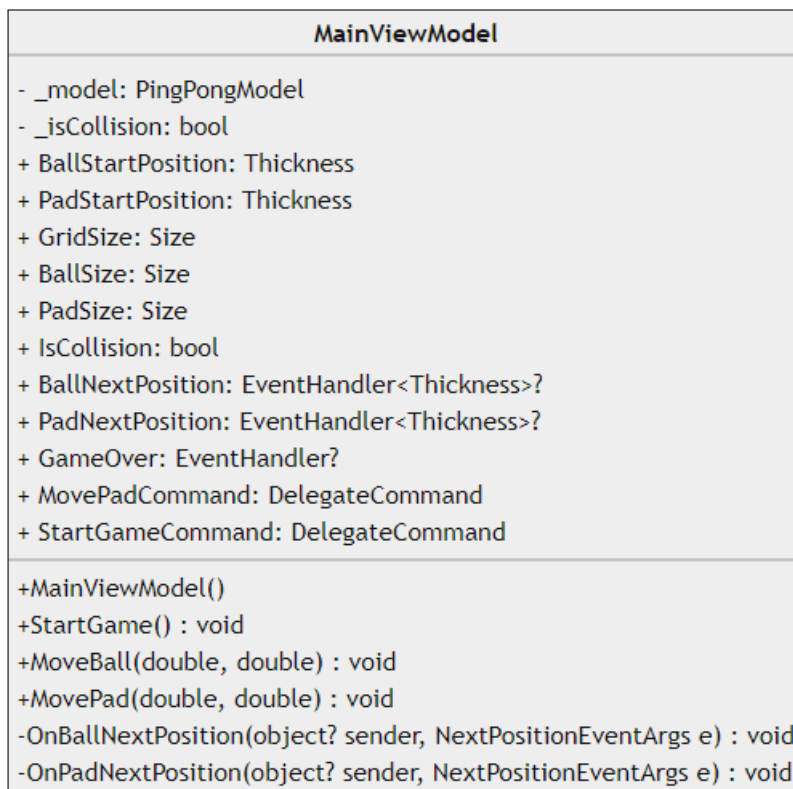 MainViewModel
- _model: PingPongModel
- _isCollision: bool
+ BallStartPosition: Thickness
+ PadStartPosition: Thickness
+ GridSize: Size
+ BallSize: Size
+ PadSize: Size
+ IsCollision: bool
+ BallNextPosition: EventHandler<Thickness>?
+ PadNextPosition: EventHandler<Thickness>?
+ GameOver: EventHandler?
+ MovePadCommand: DelegateCommand
+ StartGameCommand: DelegateCommand
+MainViewModel()
+StartGame() : void
+MoveBall(double, double) : void
+MovePad(double, double) : void
-OnBallNextPosition(object? sender, NextPositionEventArgs e) : void
-OnPadNextPosition(object? sender, NextPositionEventArgs e) : void